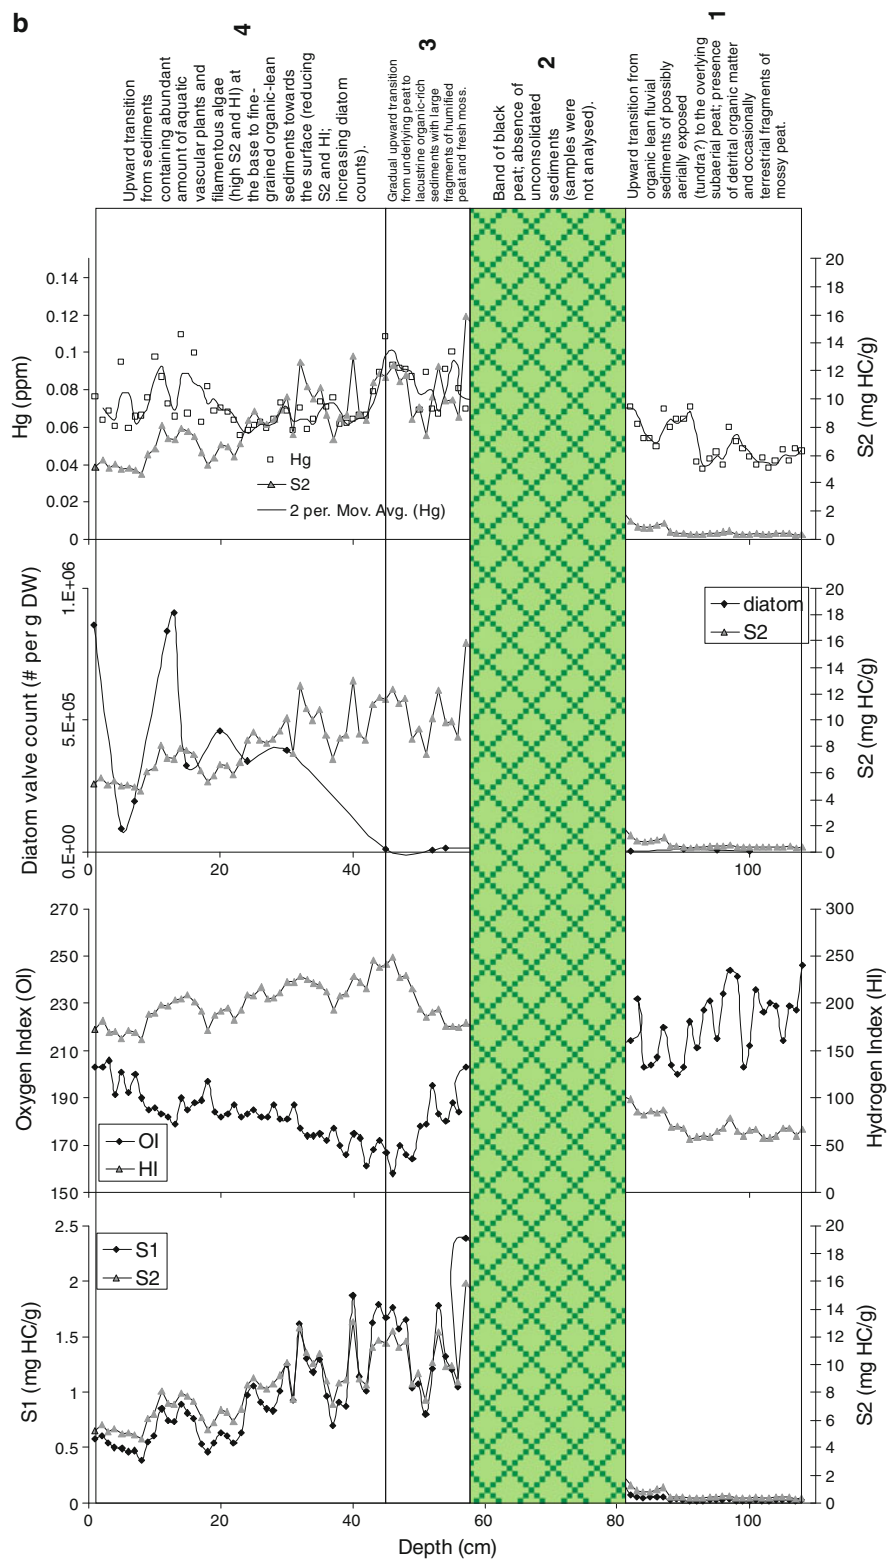 b
4
Upward transition
from sediments
containing abundant
amount of aquatic
vascular plants and
filamentous algae
(high S2 and HI) at
the base to fine-
grained organic-lean
sediments towards
the surface (reducing
S2 and HI;
increasing diatom
counts).
3
Gradual upward transition
from underlying peat to
lacustrine organic-rich
sediments with large
fragments of humified
peat and fresh moss.
2
Band of black
peat; absence of
unconsolidated
sediments
(samples were
not analysed).
1
Upward transition from
organic lean fluvial
sediments of possibly
aerially exposed
(tundra?) to the overlying
subaerial peat; presence
of detrital organic matter
and occasionally
terrestrial fragments of
mossy peat.
Hg (ppm)
0.14
0.12
0.1
0.08
0.06
0.04
0.02
0
Hg
S2
2 per. Mov. Avg. (Hg)
20
18
16
14
12
10
8
6
4
2
0
S2 (mg HC/g)
Diatom valve count (# per g DW)
1.E+06
5.E+05
0.E+00
0
20
40
100
diatom
S2
20
18
16
14
12
10
8
6
4
2
0
S2 (mg HC/g)
Oxygen Index (OI)
270
250
230
210
190
170
150
OI
HI
300
250
200
150
100
50
0
Hydrogen Index (HI)
S1 (mg HC/g)
2.5
2
1.5
1
0.5
0
S1
S2
20
18
16
14
12
10
8
6
4
2
0
S2 (mg HC/g)
0
20
40
60
80
100
Depth (cm)